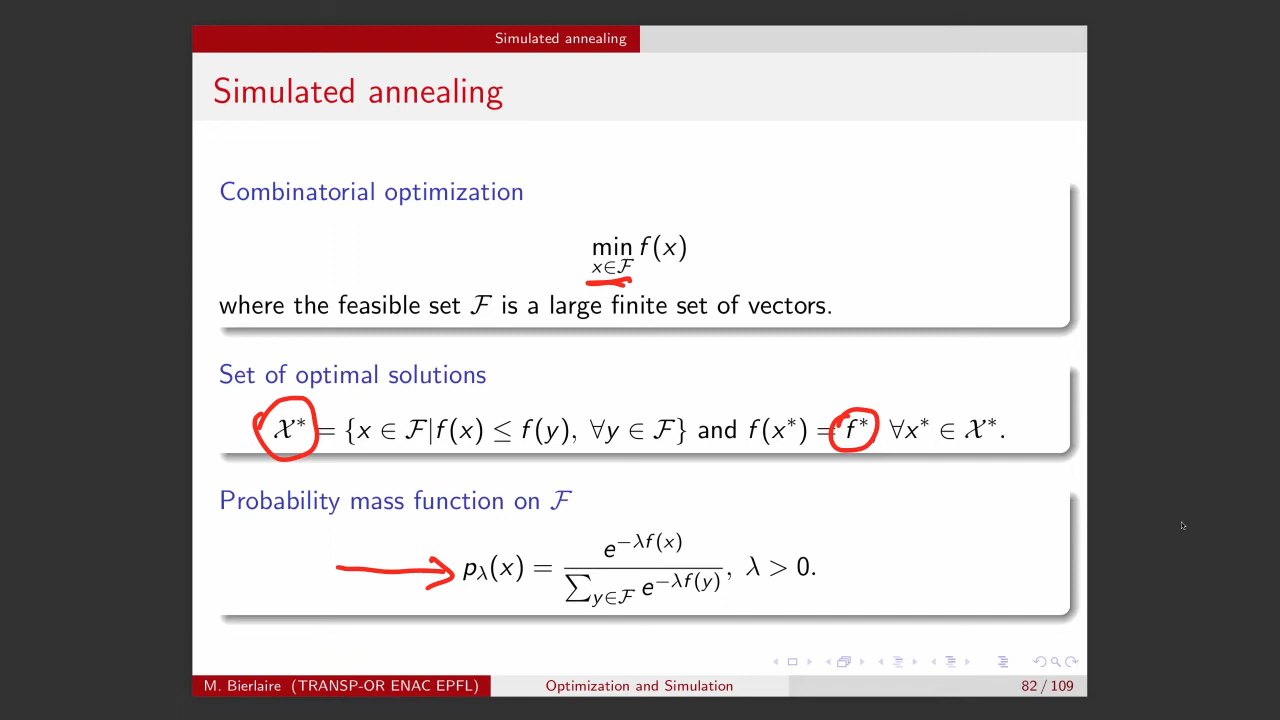 Simulated annealing
Simulated annealing
Combinatorial optimization
min f(x)
x∈ℱ
where the feasible set ℱ is a large finite set of vectors.
Set of optimal solutions
𝒳* = {x ∈ ℱ|f(x) ≤ f(y), ∀y ∈ ℱ} and f(x*) = f*, ∀x* ∈ 𝒳*.
Probability mass function on ℱ
pλ(x) = e^{−λf(x)} / ∑_{y∈ℱ} e^{−λf(y)}, λ > 0.
M. Bierlaire (TRANSP-OR ENAC EPFL) Optimization and Simulation 82 / 109